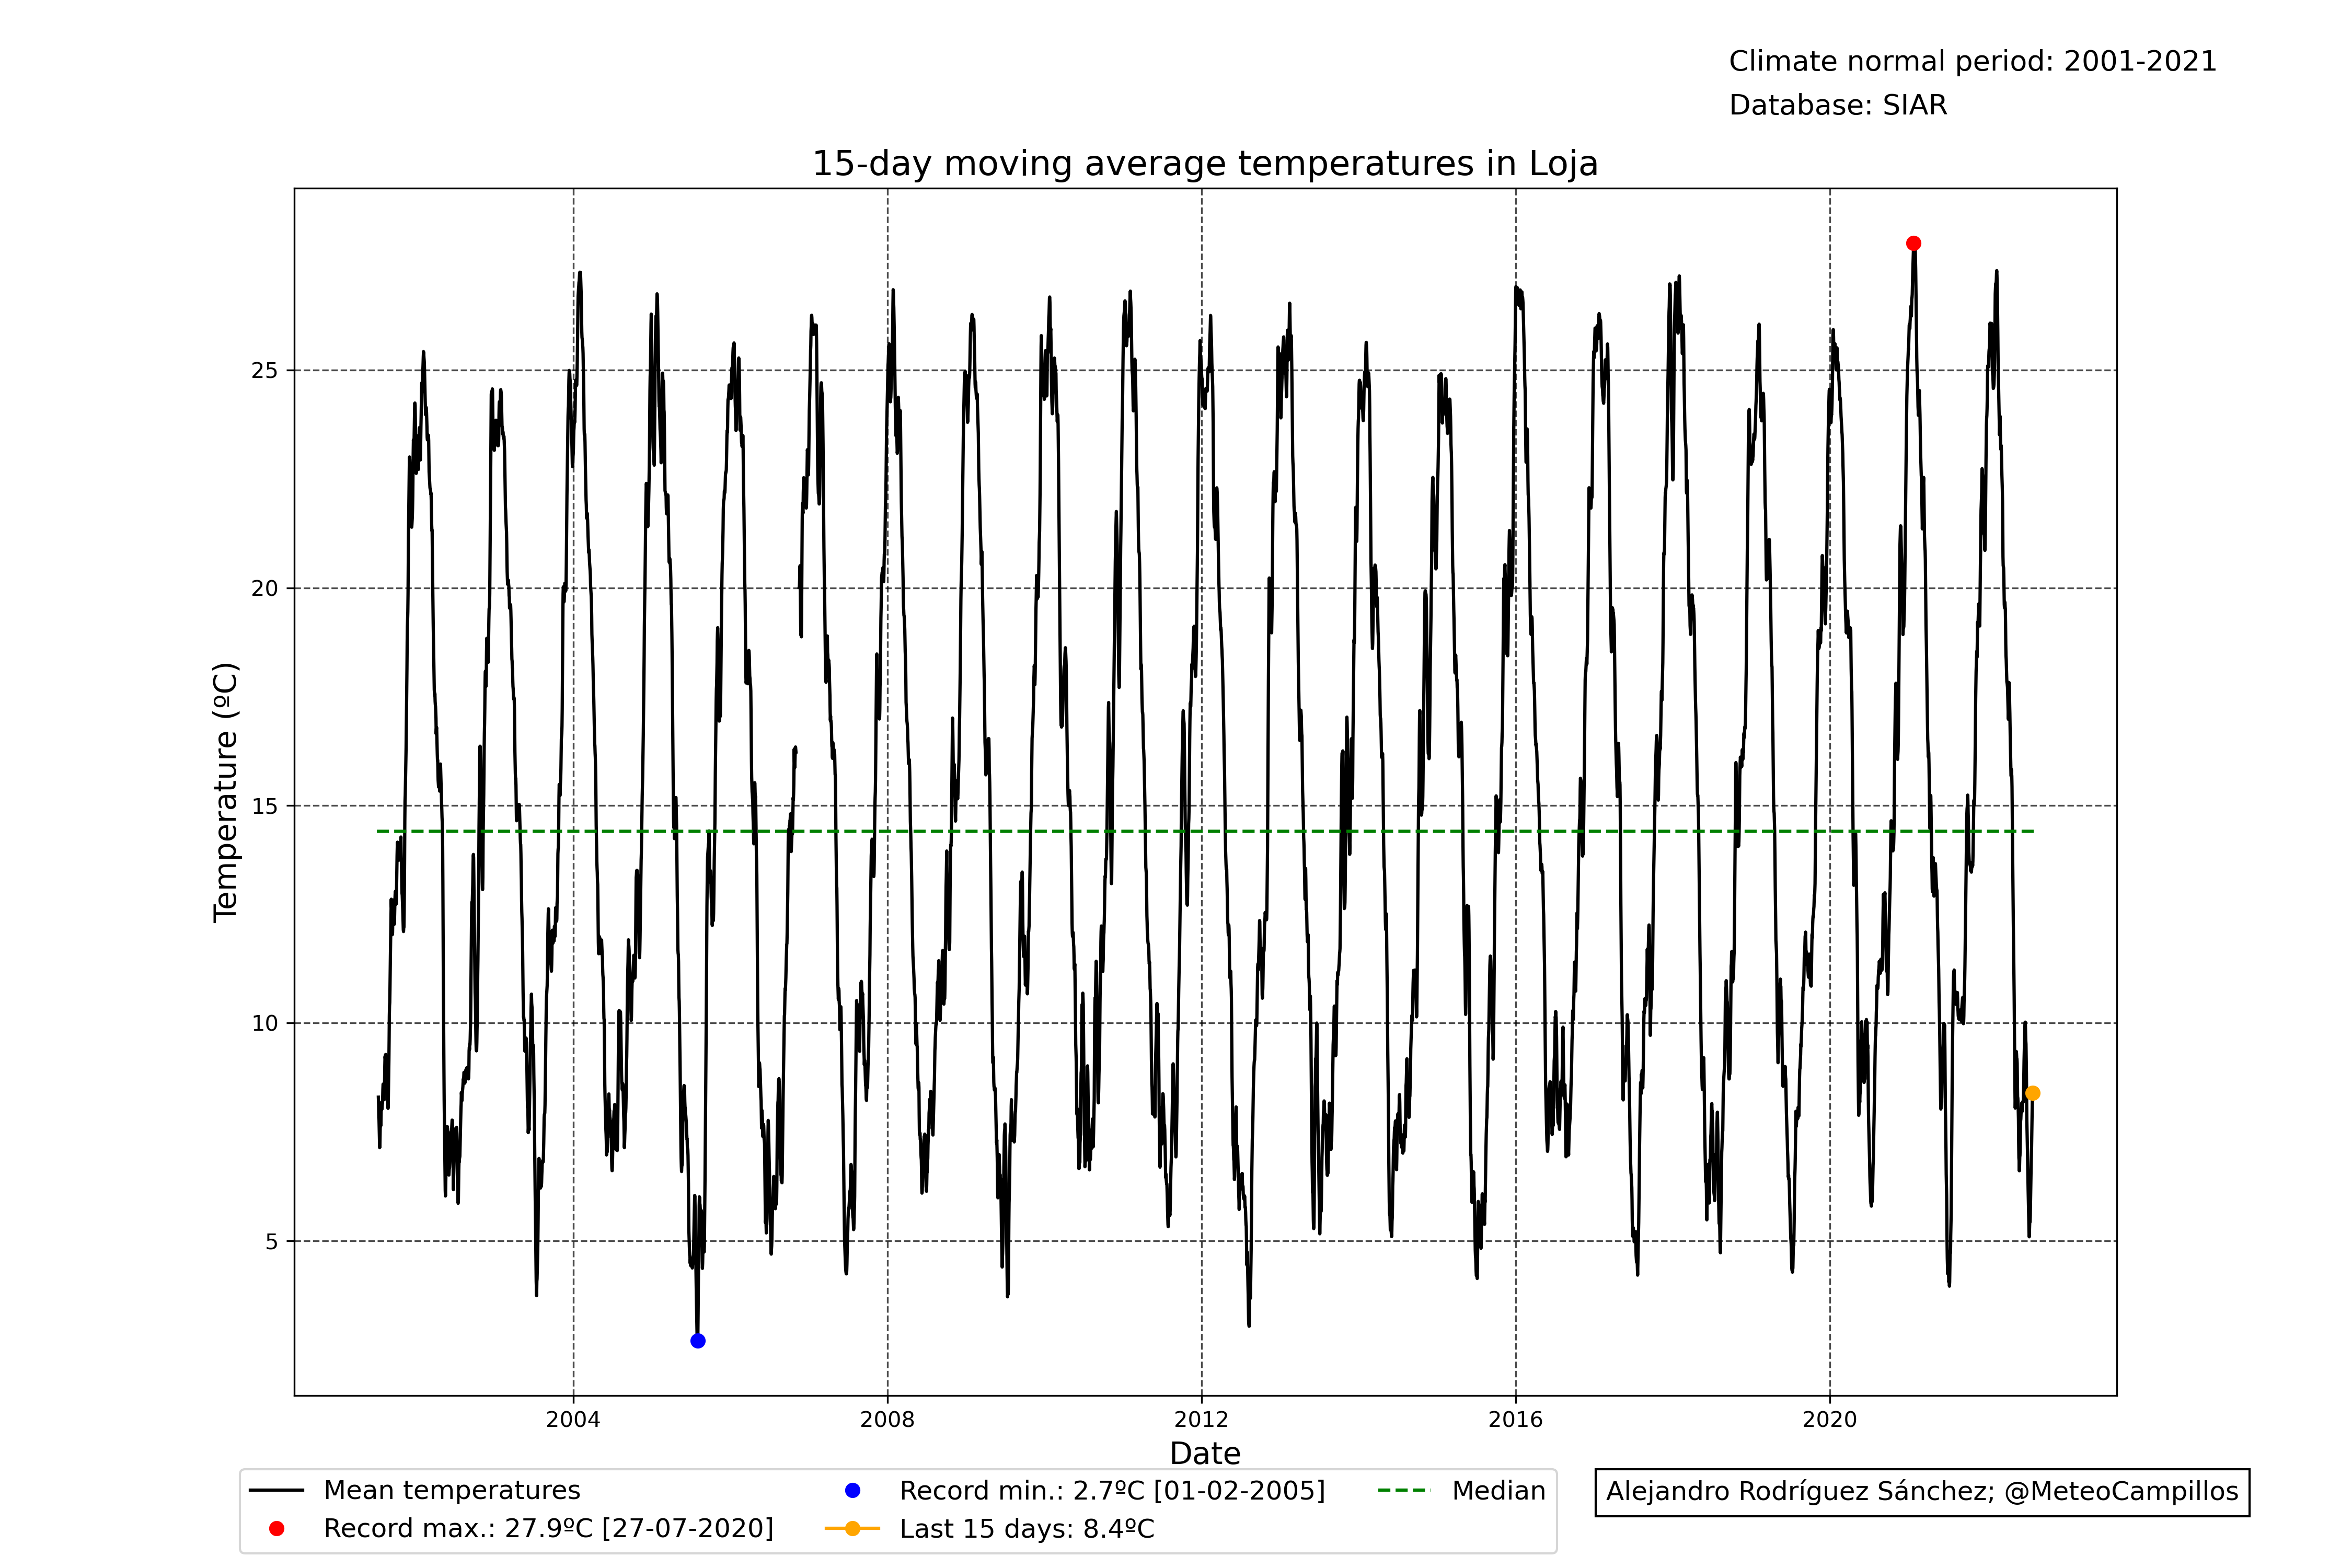 Climate normal period: 2001-2021
Database: SIAR
15-day moving average temperatures in Loja
Temperature (ºC)
25
20
15
10
5
2004
2008
2012
2016
2020
Date
Mean temperatures
Record max.: 27.9ºC [27-07-2020]
Record min.: 2.7ºC [01-02-2005]
Last 15 days: 8.4ºC
Median
Alejandro Rodríguez Sánchez; @MeteoCampillos